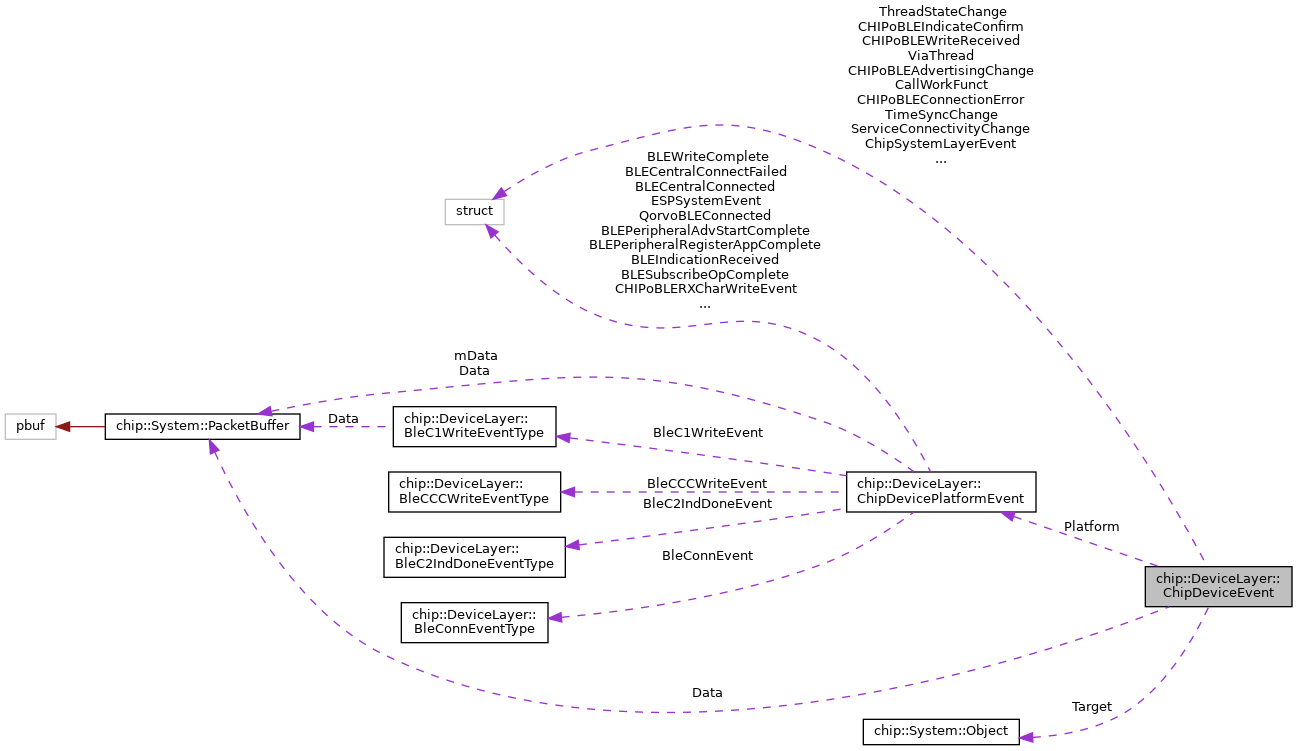 ThreadStateChange
CHIPoBLEIndicateConfirm
CHIPoBLEWriteReceived
ViaThread
CHIPoBLEAdvertisingChange
CallWorkFunct
CHIPoBLEConnectionError
TimeSyncChange
ServiceConnectivityChange
ChipSystemLayerEvent
...
BLEWriteComplete
BLECentralConnectFailed
BLECentralConnected
ESPSystemEvent
QorvoBLEConnected
BLEPeripheralAdvStartComplete
BLEPeripheralRegisterAppComplete
BLEIndicationReceived
BLESubscribeOpComplete
CHIPoBLERXCharWriteEvent
...
struct
mData
Data
pbuf
chip::System::PacketBuffer
Data
chip::DeviceLayer::
BleC1WriteEventType
BleC1WriteEvent
chip::DeviceLayer::
BleCCCWriteEventType
BleCCCWriteEvent
BleC2IndDoneEvent
chip::DeviceLayer::
ChipDevicePlatformEvent
chip::DeviceLayer::
BleC2IndDoneEventType
BleConnEvent
Platform
chip::DeviceLayer::
ChipDeviceEvent
chip::DeviceLayer::
BleConnEventType
Data
Target
chip::System::Object